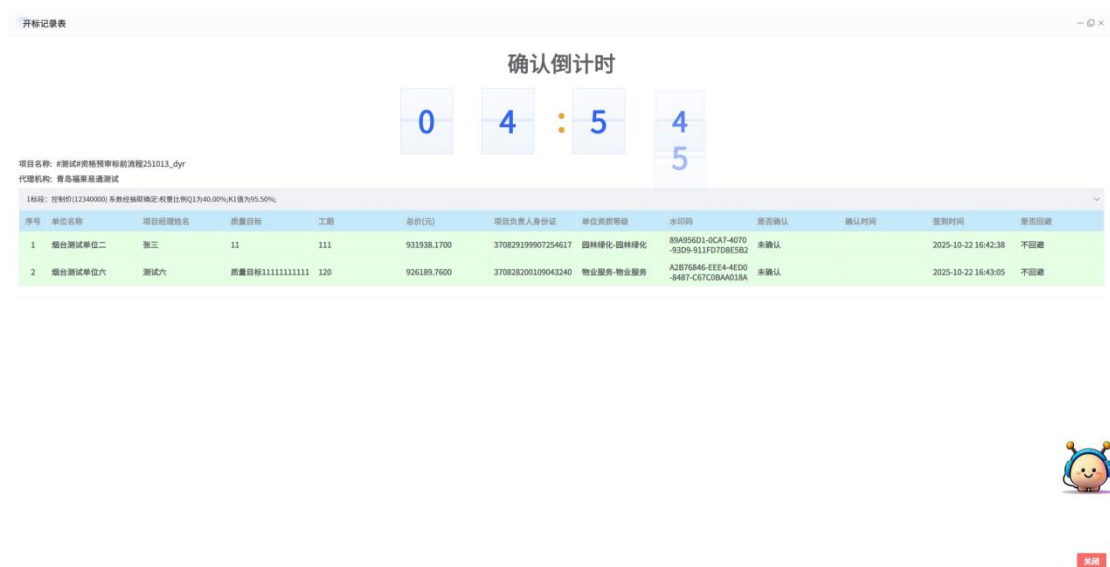 开标记录表
确认倒计时
0 4 : 5 4
5
项目名称: #测试#资格预审标前流程251013_dyr
代理机构: 青岛福莱易通测试
1标段: 控制价(12340000) 系数经抽取确定:权重比例Q1为40.00%;K1值为95.50%;
序号 单位名称 项目经理姓名 质量目标 工期 总价(元) 项目负责人身份证 单位资质等级 水印码 是否确认 确认时间 签到时间 是否回避
1 烟台测试单位二 张三 11 111 931938.1700 370829199907254617 园林绿化-园林绿化 89A956D1-0CA7-4070 未确认 2025-10-22 16:42:38 不回避
-93D9-911FD7D8E5B2
2 烟台测试单位六 测试六 质量目标11111111111 120 926189.7600 370828200109043240 物业服务-物业服务 A2B76846-EEE4-4ED0 未确认 2025-10-22 16:43:05 不回避
-8487-C67C0BAA018A
关闭